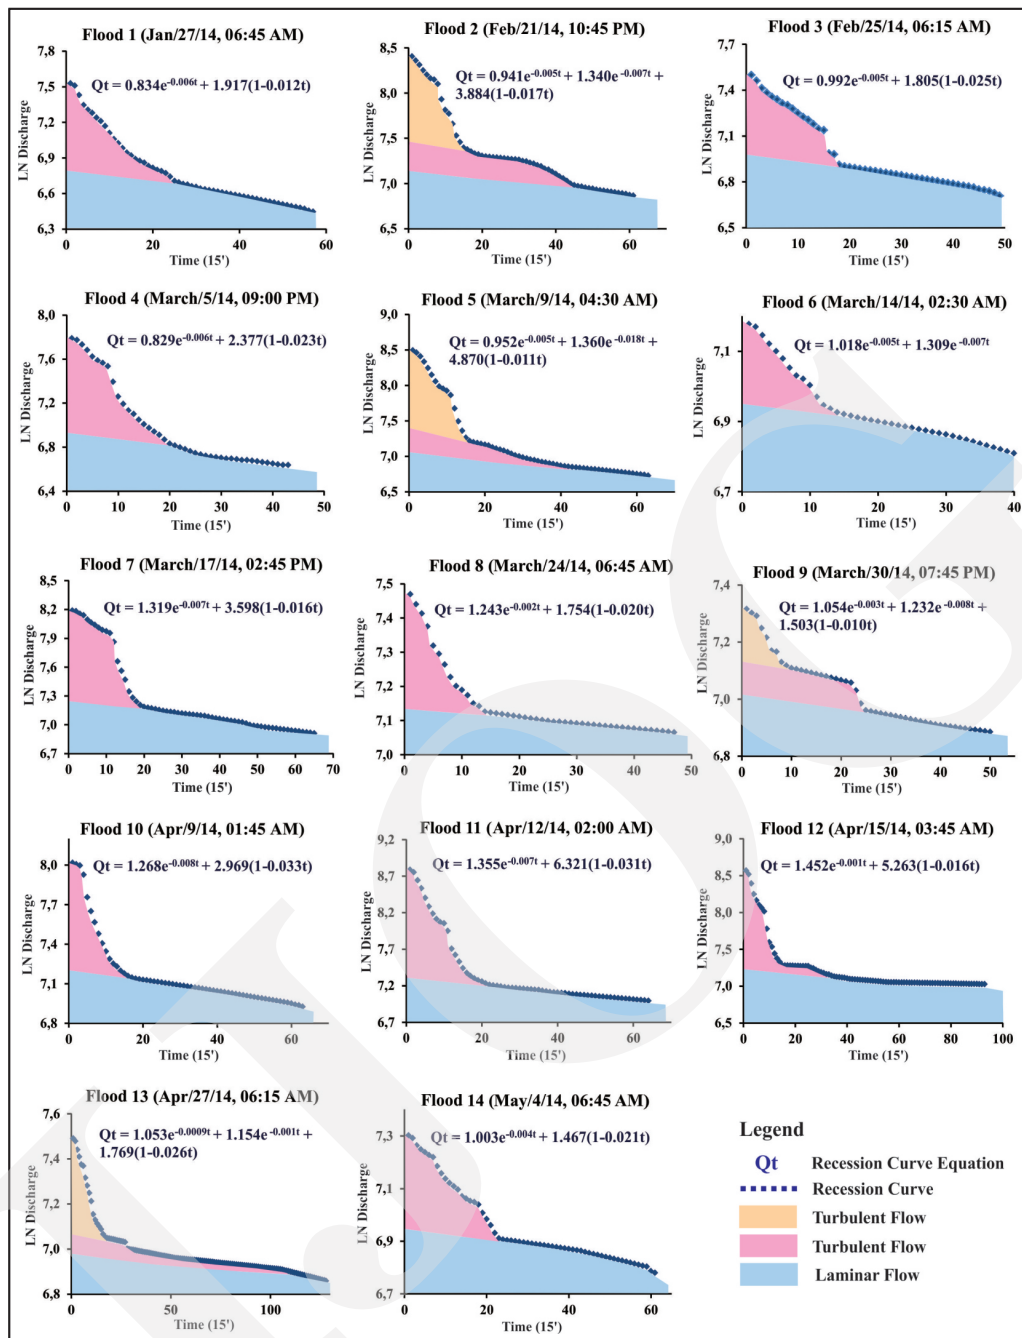 Flood 1 (Jan/27/14, 06:45 AM)
7,8
7,5
7,2
6,9
6,6
6,3
LN Discharge
Qt = 0.834e-0.006t + 1.917(1-0.012t)
0 20 40 60
Time (15')
Flood 2 (Feb/21/14, 10:45 PM)
8,5
8,0
7,5
7,0
6,5
LN Discharge
Qt = 0.941e-0.005t + 1.340e-0.007t +
3.884(1-0.017t)
0 20 40 60
Time (15')
Flood 3 (Feb/25/14, 06:15 AM)
7,7
7,4
7,1
6,8
6,5
LN Discharge
Qt = 0.992e-0.005t + 1.805(1-0.025t)
0 10 20 30 40 50
Time (15')
Flood 4 (March/5/14, 09:00 PM)
8,0
7,6
7,2
6,8
6,4
LN Discharge
Qt = 0.829e-0.006t + 2.377(1-0.023t)
0 10 20 30 40 50
Time (15')
Flood 5 (March/9/14, 04:30 AM)
9,0
8,5
8,0
7,5
7,0
6,5
LN Discharge
Qt = 0.952e-0.005t + 1.360e-0.018t +
4.870(1-0.011t)
0 20 40 60
Time (15')
Flood 6 (March/14/14, 02:30 AM)
7,1
6,9
6,7
LN Discharge
Qt = 1.018e-0.005t + 1.309e-0.007t
0 10 20 30 40
Time (15')
Flood 7 (March/17/14, 02:45 PM)
8,5
8,2
7,9
7,6
7,3
7,0
6,7
LN Discharge
Qt = 1.319e-0.007t + 3.598(1-0.016t)
0 10 20 30 40 50 60 70
Time (15')
Flood 8 (March/24/14, 06:45 AM)
7,5
7,4
7,3
7,2
7,1
7,0
LN Discharge
Qt = 1.243e-0.002t + 1.754(1-0.020t)
0 10 20 30 40 50
Time (15')
Flood 9 (March/30/14, 07:45 PM)
7,4
7,2
7,0
6,8
LN Discharge
Qt = 1.054e-0.003t + 1.232e-0.008t +
1.503(1-0.010t)
0 10 20 30 40 50
Time (15')
Flood 10 (Apr/9/14, 01:45 AM)
8,0
7,7
7,4
7,1
6,8
LN Discharge
Qt = 1.268e-0.008t + 2.969(1-0.033t)
0 20 40 60
Time (15')
Flood 11 (Apr/12/14, 02:00 AM)
9,2
8,7
8,2
7,7
7,2
6,7
LN Discharge
Qt = 1.355e-0.007t + 6.321(1-0.031t)
0 20 40 60
Time (15')
Flood 12 (Apr/15/14, 03:45 AM)
9,0
8,5
8,0
7,5
7,0
6,5
LN Discharge
Qt = 1.452e-0.001t + 5.263(1-0.016t)
0 20 40 60 80 100
Time (15')
Flood 13 (Apr/27/14, 06:15 AM)
7,6
7,4
7,2
7,0
6,8
LN Discharge
Qt = 1.053e-0.0009t + 1.154e-0.001t +
1.769(1-0.026t)
50 100
Time (15')
Flood 14 (May/4/14, 06:45 AM)
7,3
7,1
6,9
6,7
LN Discharge
Qt = 1.003e-0.004t + 1.467(1-0.021t)
0 20 40 60
Time (15')
Legend
Qt Recession Curve Equation
Recession Curve
Turbulent Flow
Turbulent Flow
Laminar Flow